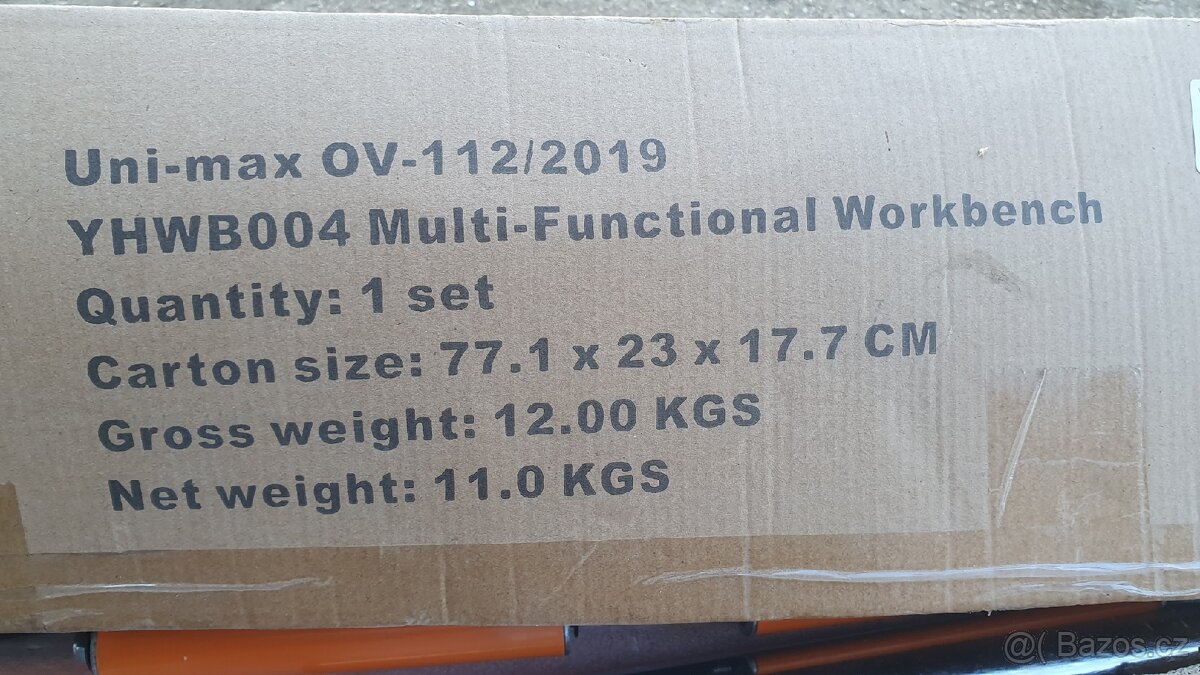 Uni-max OV-112/2019
YHWB004 Multi-Functional Workbench
Quantity: 1 set
Carton size: 77.1 x 23 x 17.7 CM
Gross weight: 12.00 KGS
Net weight: 11.0 KGS
@( Bazos.cz